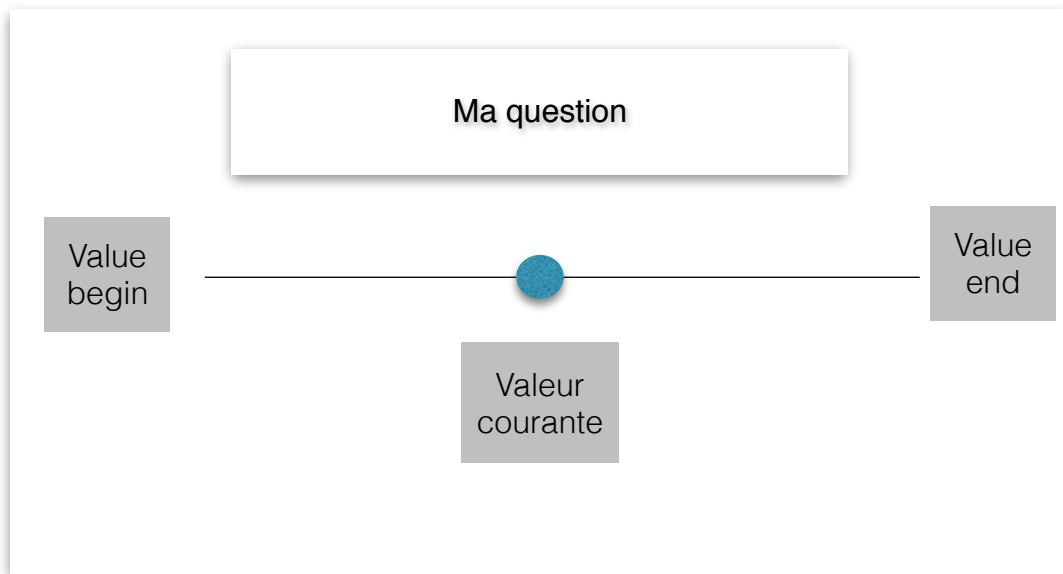 Ma question
Value
begin
Value
end
Valeur
courante